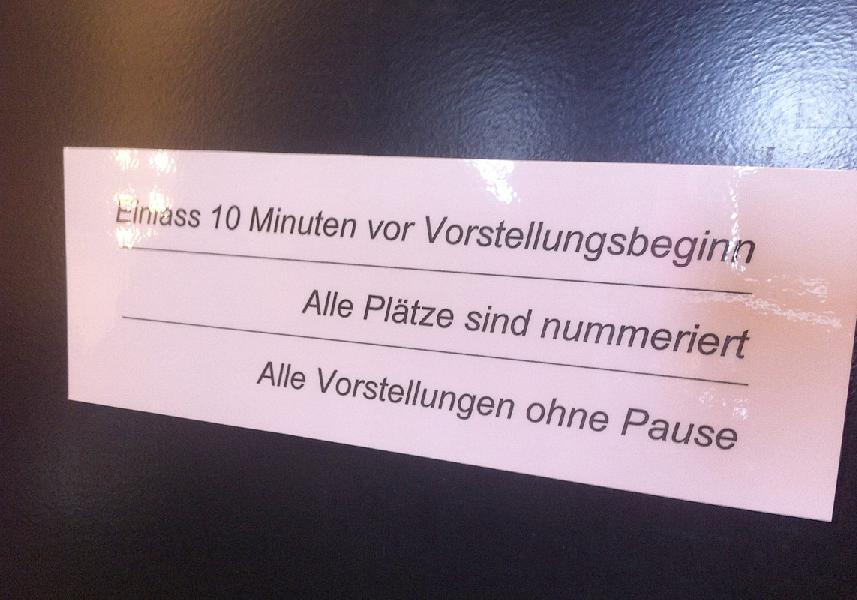 Einlass 10 Minuten vor Vorstellungsbeginn
Alle Plätze sind nummeriert
Alle Vorstellungen ohne Pause